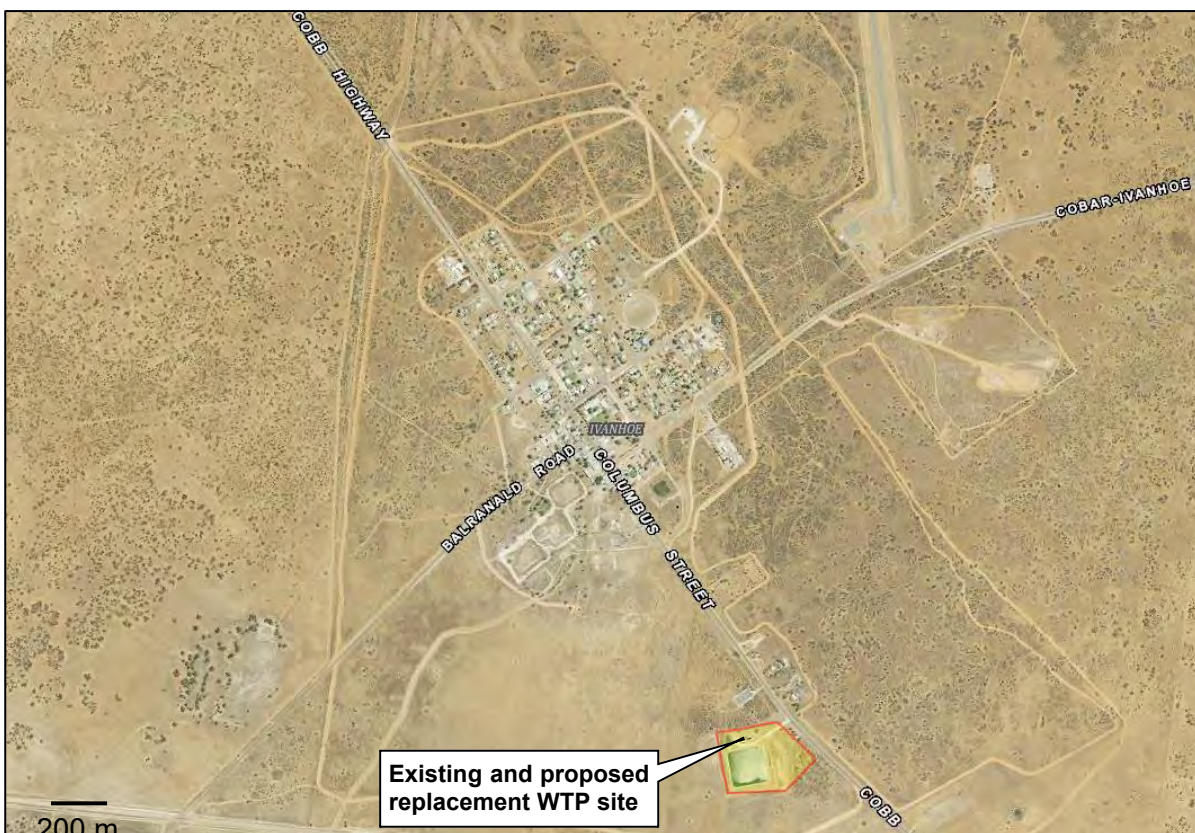 COBB HIGHWAY
COBAR-IVANHOE
IVANHOE
BALRANALD ROAD
COLUMBUS STREET
Existing and proposed
replacement WTP site
COBB
200 m